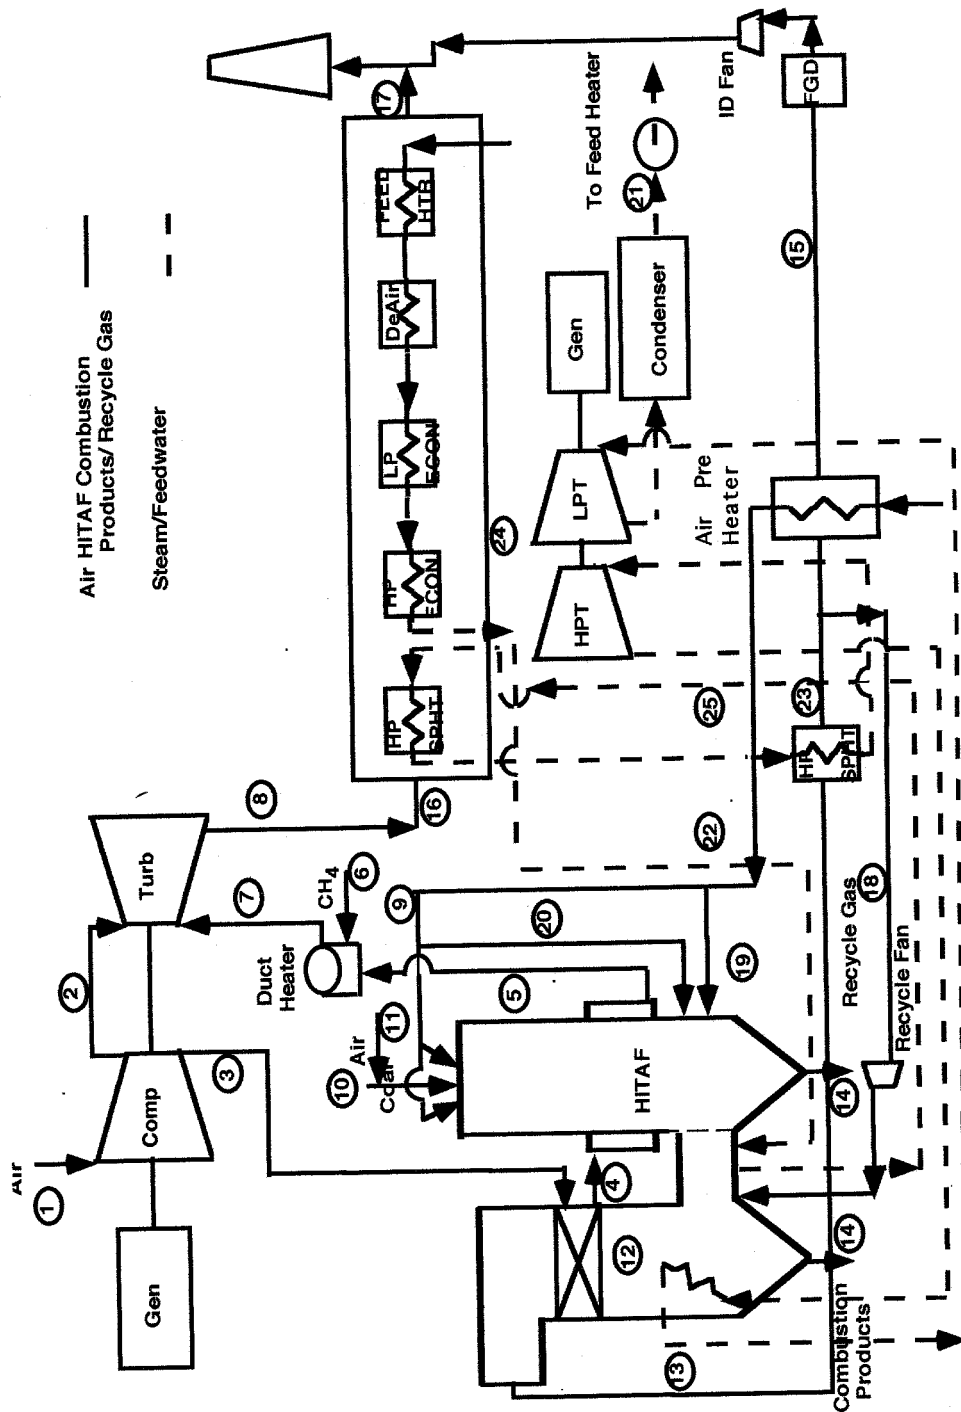 Air HITAF Combustion
Products/ Recycle Gas
Steam/Feedwater
Air
1
2
Gen
Comp
Turb
3
7
8
Duct
Heater
CH4
6
10
11
Air
Coal
9
16
17
HP
SPHT
HP
ECON
LP
ECON
DeAir
FEED
HTR
5
20
24
4
12
HITAF
HPT
LPT
Gen
To Feed Heater
21
Condenser
13
19
22
25
Air Pre
Heater
ID Fan
14
14
23
HP
SPHT
15
FGD
Combustion
Products
Recycle Gas
18
Recycle Fan